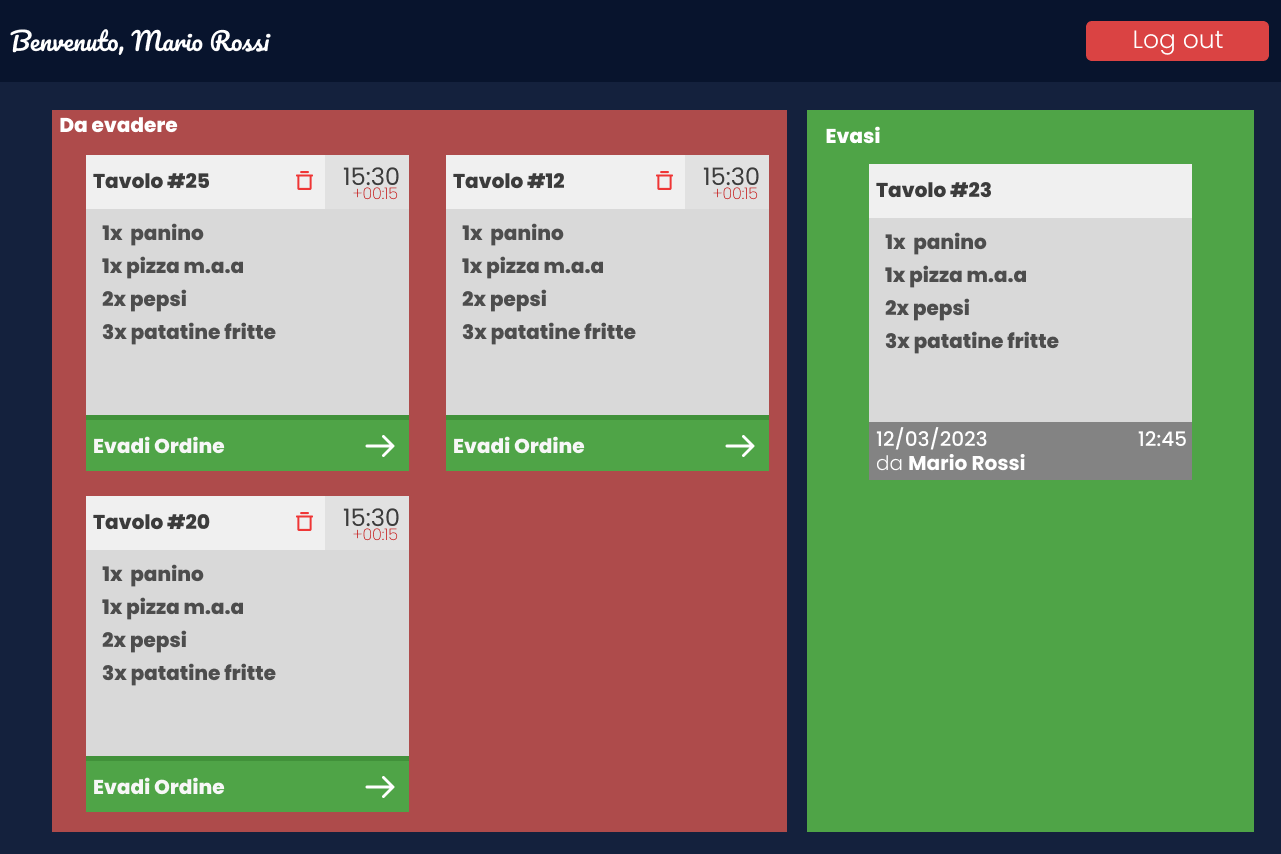 Benvenuto, Mario Rossi
Log out
Da evadere
Tavolo #25
15:30
+00:15
1x panino
1x pizza m.a.a
2x pepsi
3x patatine fritte
Evadi Ordine
Tavolo #12
15:30
+00:15
1x panino
1x pizza m.a.a
2x pepsi
3x patatine fritte
Evadi Ordine
Tavolo #20
15:30
+00:15
1x panino
1x pizza m.a.a
2x pepsi
3x patatine fritte
Evadi Ordine
Evasi
Tavolo #23
1x panino
1x pizza m.a.a
2x pepsi
3x patatine fritte
12/03/2023 12:45
da Mario Rossi